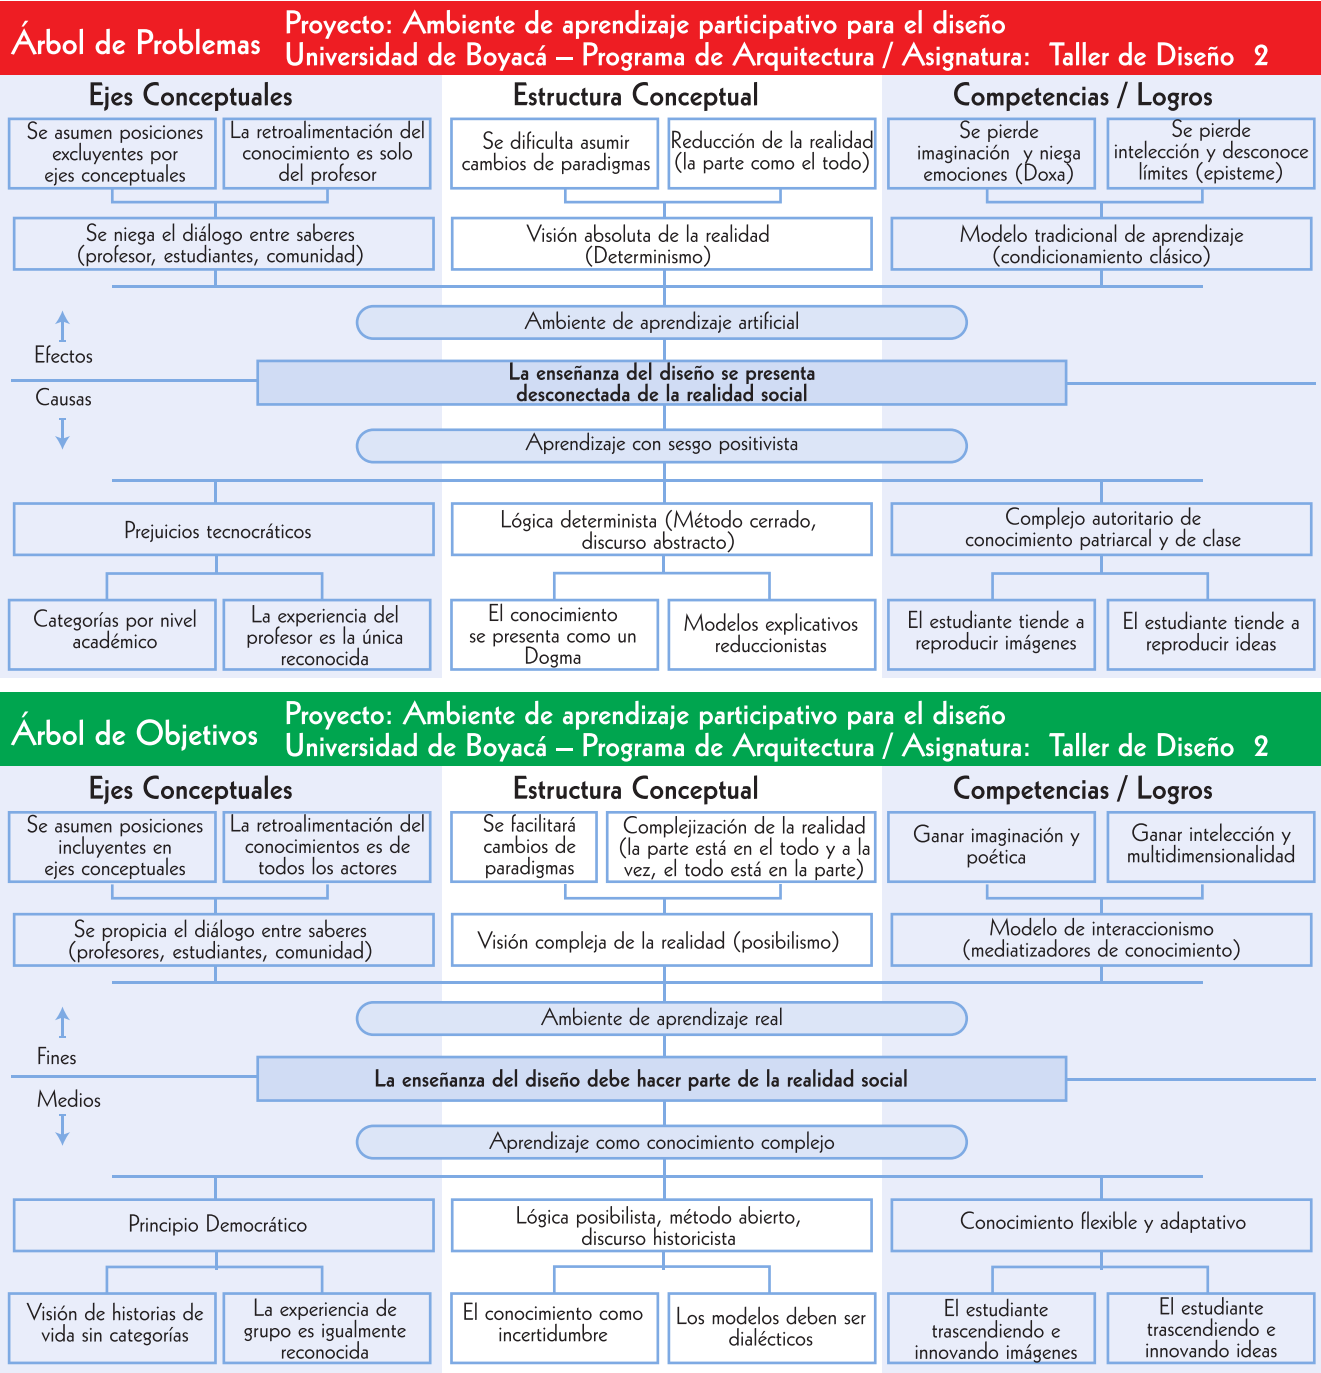 Árbol de Problemas
Proyecto: Ambiente de aprendizaje participativo para el diseño
Universidad de Boyacá – Programa de Arquitectura / Asignatura: Taller de Diseño 2
Ejes Conceptuales
Estructura Conceptual
Competencias / Logros
Se asumen posiciones
excluyentes por
ejes conceptuales
La retroalimentación del
conocimiento es solo
del profesor
Se dificulta asumir
cambios de paradigmas
Reducción de la realidad
(la parte como el todo)
Se pierde
imaginación y niega
emociones (Doxa)
Se pierde
intelección y desconoce
límites (episteme)
Se niega el diálogo entre saberes
(profesor, estudiantes, comunidad)
Visión absoluta de la realidad
(Determinismo)
Modelo tradicional de aprendizaje
(condicionamiento clásico)
Ambiente de aprendizaje artificial
Efectos
La enseñanza del diseño se presenta
desconectada de la realidad social
Causas
Aprendizaje con sesgo positivista
Prejuicios tecnocráticos
Lógica determinista (Método cerrado,
discurso abstracto)
Complejo autoritario de
conocimiento patriarcal y de clase
Categorías por nivel
académico
La experiencia del
profesor es la única
reconocida
El conocimiento
se presenta como un
Dogma
Modelos explicativos
reduccionistas
El estudiante tiende a
reproducir imágenes
El estudiante tiende a
reproducir ideas
Árbol de Objetivos
Proyecto: Ambiente de aprendizaje participativo para el diseño
Universidad de Boyacá – Programa de Arquitectura / Asignatura: Taller de Diseño 2
Ejes Conceptuales
Estructura Conceptual
Competencias / Logros
Se asumen posiciones
incluyentes en
ejes conceptuales
La retroalimentación del
conocimientos es de
todos los actores
Se facilitará
cambios de
paradigmas
Complejización de la realidad
(la parte está en el todo y a la
vez, el todo está en la parte)
Ganar imaginación y
poética
Ganar intelección y
multidimensionalidad
Se propicia el diálogo entre saberes
(profesores, estudiantes, comunidad)
Visión compleja de la realidad (posibilismo)
Modelo de interaccionismo
(mediatizadores de conocimiento)
Ambiente de aprendizaje real
Fines
La enseñanza del diseño debe hacer parte de la realidad social
Medios
Aprendizaje como conocimiento complejo
Principio Democrático
Lógica posibilista, método abierto,
discurso historicista
Conocimiento flexible y adaptativo
Visión de historias de
vida sin categorías
La experiencia de
grupo es igualmente
reconocida
El conocimiento como
incertidumbre
Los modelos deben ser
dialécticos
El estudiante
trascendiendo e
innovando imágenes
El estudiante
trascendiendo e
innovando ideas